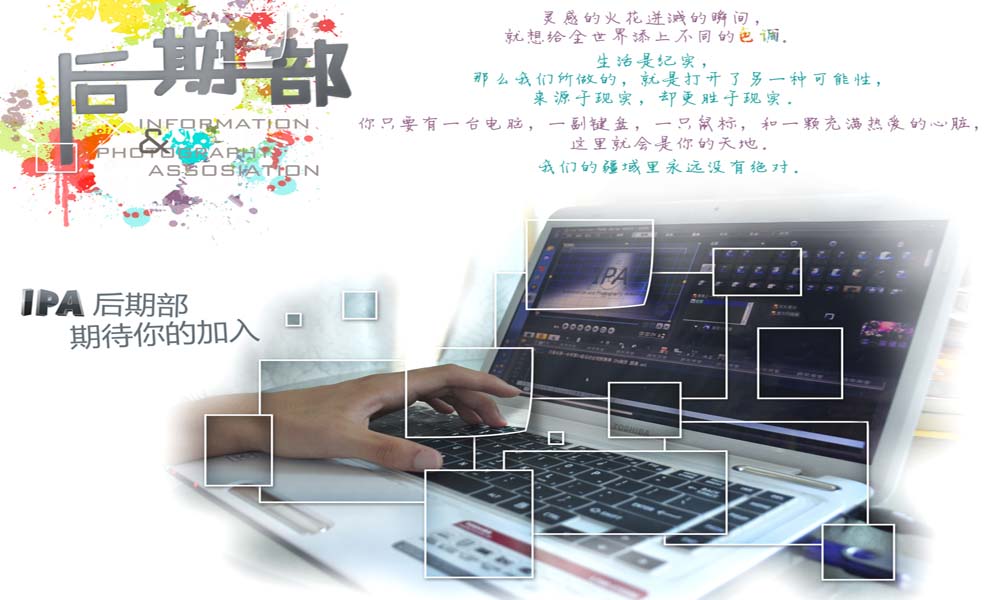 后期部
INFORMATION
&
PHOTOGRAPHY
ASSOSIATION
灵感的火花迸溅的瞬间，
就想给全世界添上不同的色调.
生活是纪实，
那么我们所做的，就是打开了另一种可能性，
来源于现实，却更胜于现实.
你只要有一台电脑，一副键盘，一只鼠标，和一颗充满热爱的心脏，
这里就会是你的天地.
我们的疆域里永远没有绝对.
IPA 后期部
期待你的加入
IPA
TOSHIBA